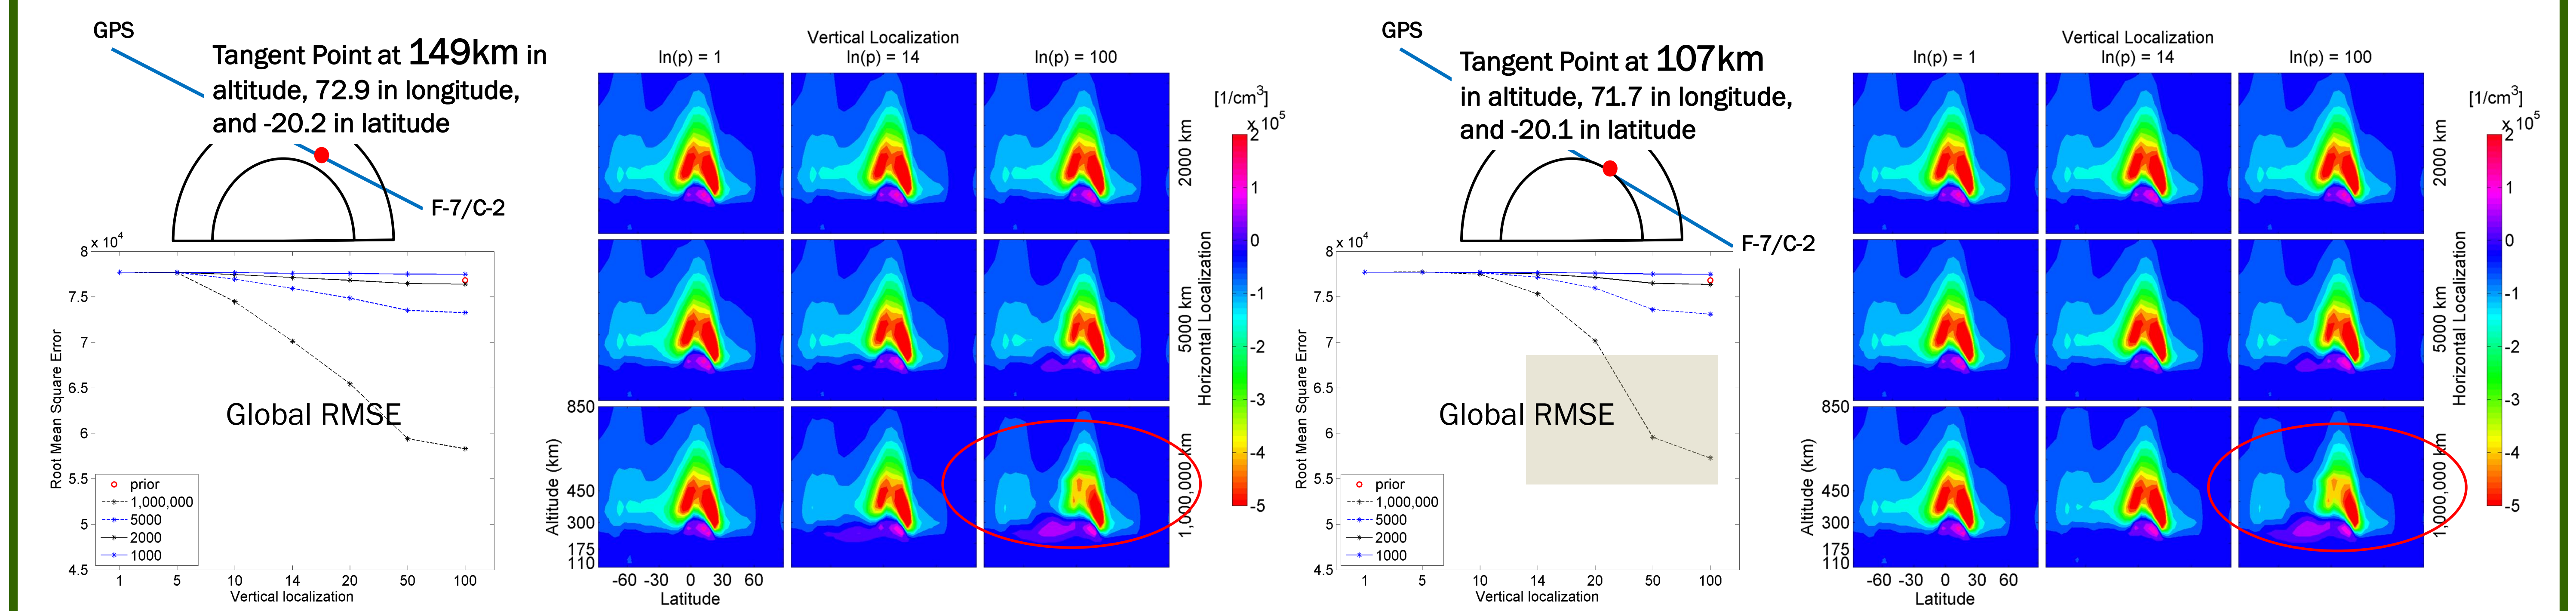 GPS
Tangent Point at 149km in
altitude, 72.9 in longitude,
and -20.2 in latitude
F-7/C-2
x 10^4
8
7.5
7
6.5
6
5.5
5
4.5
Root Mean Square Error
Global RMSE
prior
1,000,000
5000
2000
1000
1 5 10 14 20 50 100
Vertical localization
Vertical Localization
ln(p) = 1 ln(p) = 14 ln(p) = 100
2000 km
5000 km
1,000,000 km
Horizontal Localization
850
450
300
175
110
Altitude (km)
-60 -30 0 30 60
Latitude
[1/cm^3]
x 10^5
2
1
0
-1
-2
-3
-4
-5
GPS
Tangent Point at 107km
in altitude, 71.7 in longitude,
and -20.1 in latitude
F-7/C-2
x 10^4
8
7.5
7
6.5
6
5.5
5
4.5
Root Mean Square Error
Global RMSE
prior
1,000,000
5000
2000
1000
1 5 10 14 20 50 100
Vertical localization
Vertical Localization
ln(p) = 1 ln(p) = 14 ln(p) = 100
2000 km
5000 km
1,000,000 km
Horizontal Localization
850
450
300
175
110
Altitude (km)
-60 -30 0 30 60
Latitude
[1/cm^3]
x 10^5
2
1
0
-1
-2
-3
-4
-5